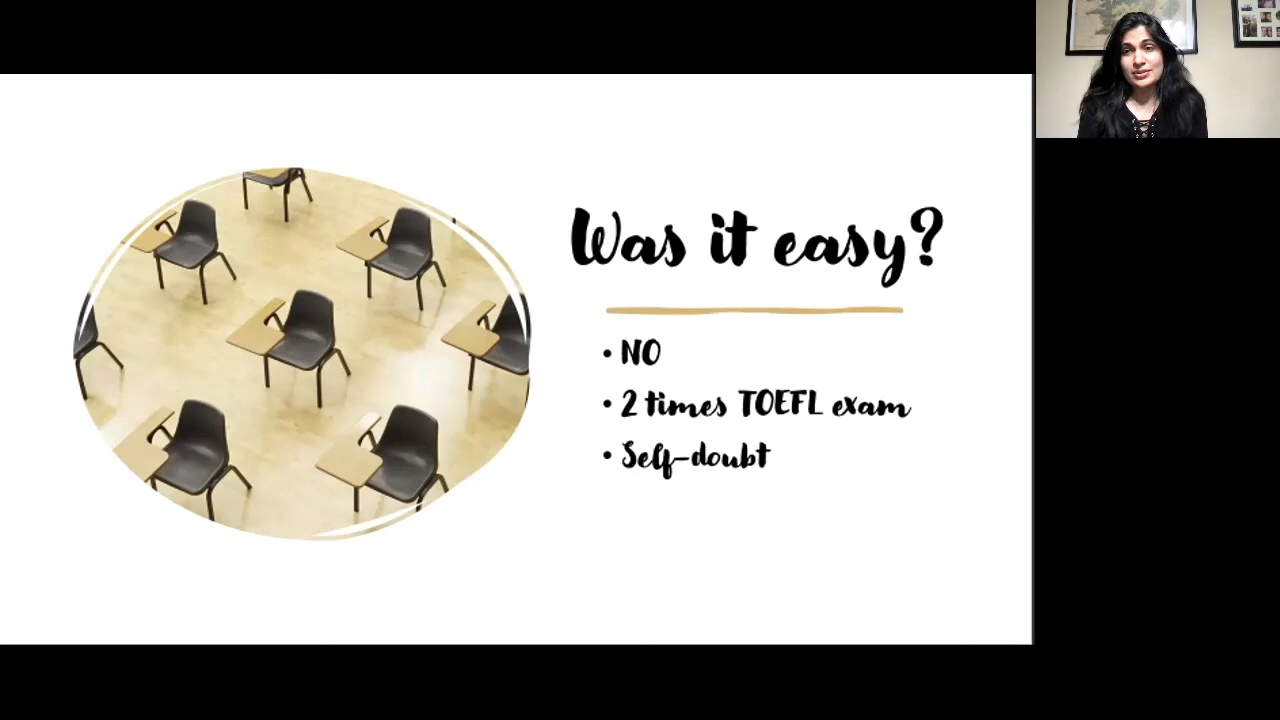 Was it easy?
• NO
• 2 times TOEFL exam
• Self-doubt